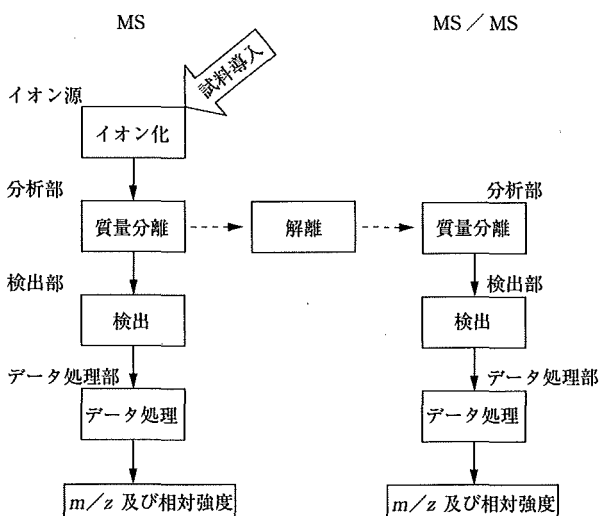 MS
MS／MS
試料導入
イオン源
イオン化
分析部
質量分離
解離
分析部
質量分離
検出部
検出
検出部
検出
データ処理部
データ処理
データ処理部
データ処理
m／z 及び相対強度
m／z 及び相対強度